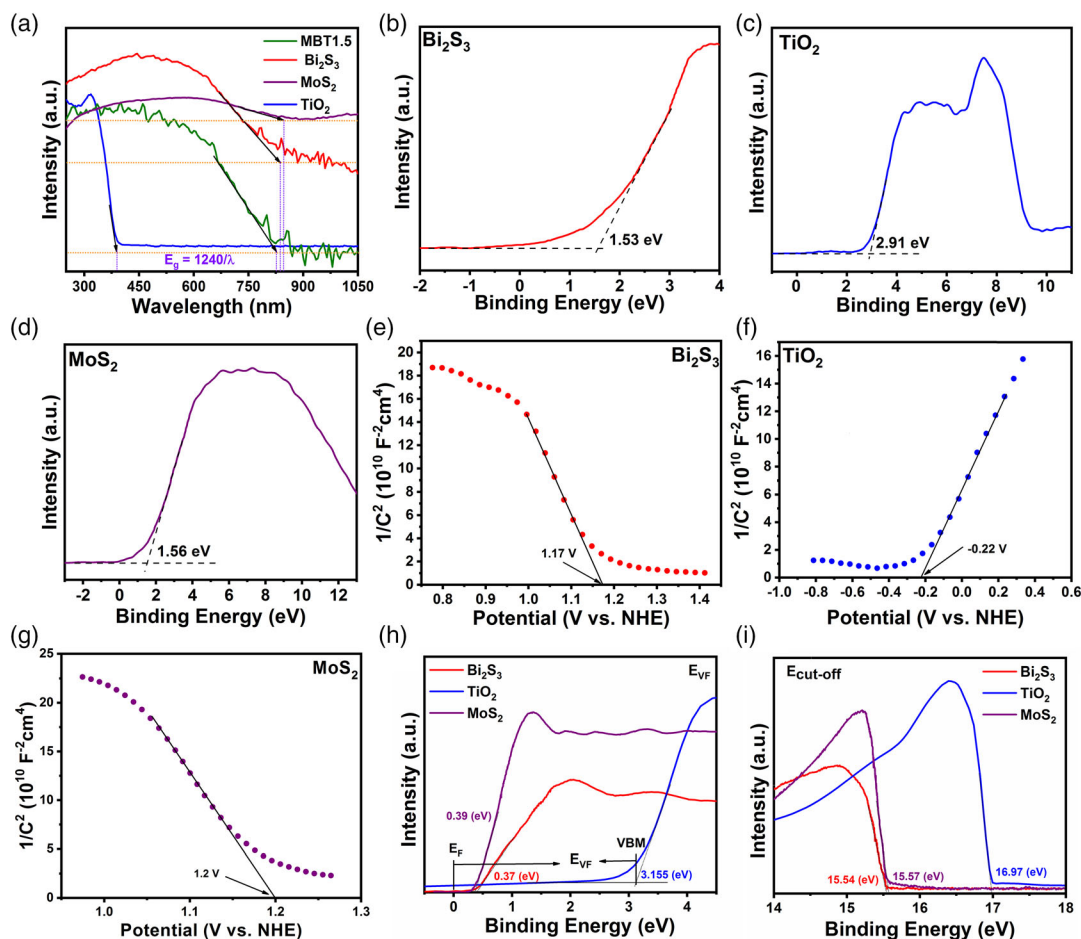 (a)
Intensity (a.u.)
MBT1.5
Bi2S3
MoS2
TiO2
Eg = 1240/λ
300 450 600 750 900 1050
Wavelength (nm)
(b)
Bi2S3
Intensity (a.u.)
1.53 eV
-2 -1 0 1 2 3 4
Binding Energy (eV)
(c)
TiO2
Intenstity (a.u.)
2.91 eV
0 2 4 6 8 10
Binding Energy (eV)
(d)
MoS2
Intensity (a.u.)
1.56 eV
-2 0 2 4 6 8 10 12
Binding Energy (eV)
(e)
Bi2S3
1/C2 (1010 F-2cm4)
20
18
16
14
12
10
8
6
4
2
0
1.17 V
0.8 0.9 1.0 1.1 1.2 1.3 1.4
Potential (V vs. NHE)
(f)
TiO2
1/C2 (1010 F-2cm4)
16
14
12
10
8
6
4
2
0
-0.22 V
-1.0 -0.8 -0.6 -0.4 -0.2 0.0 0.2 0.4 0.6
Potential (V vs. NHE)
(g)
MoS2
1/C2 (1010 F-2cm4)
25
20
15
10
5
0
1.2 V
1.0 1.1 1.2 1.3
Potential (V vs. NHE)
(h)
Bi2S3
TiO2
MoS2
EVF
Intensity (a.u.)
0.39 (eV)
EF
EVF
VBM
0.37 (eV)
3.155 (eV)
0 1 2 3 4
Binding Energy (eV)
(i)
Ecut-off
Bi2S3
TiO2
MoS2
Intensity (a.u.)
15.54 (eV)
15.57 (eV)
16.97 (eV)
14 15 16 17 18
Binding Energy (eV)